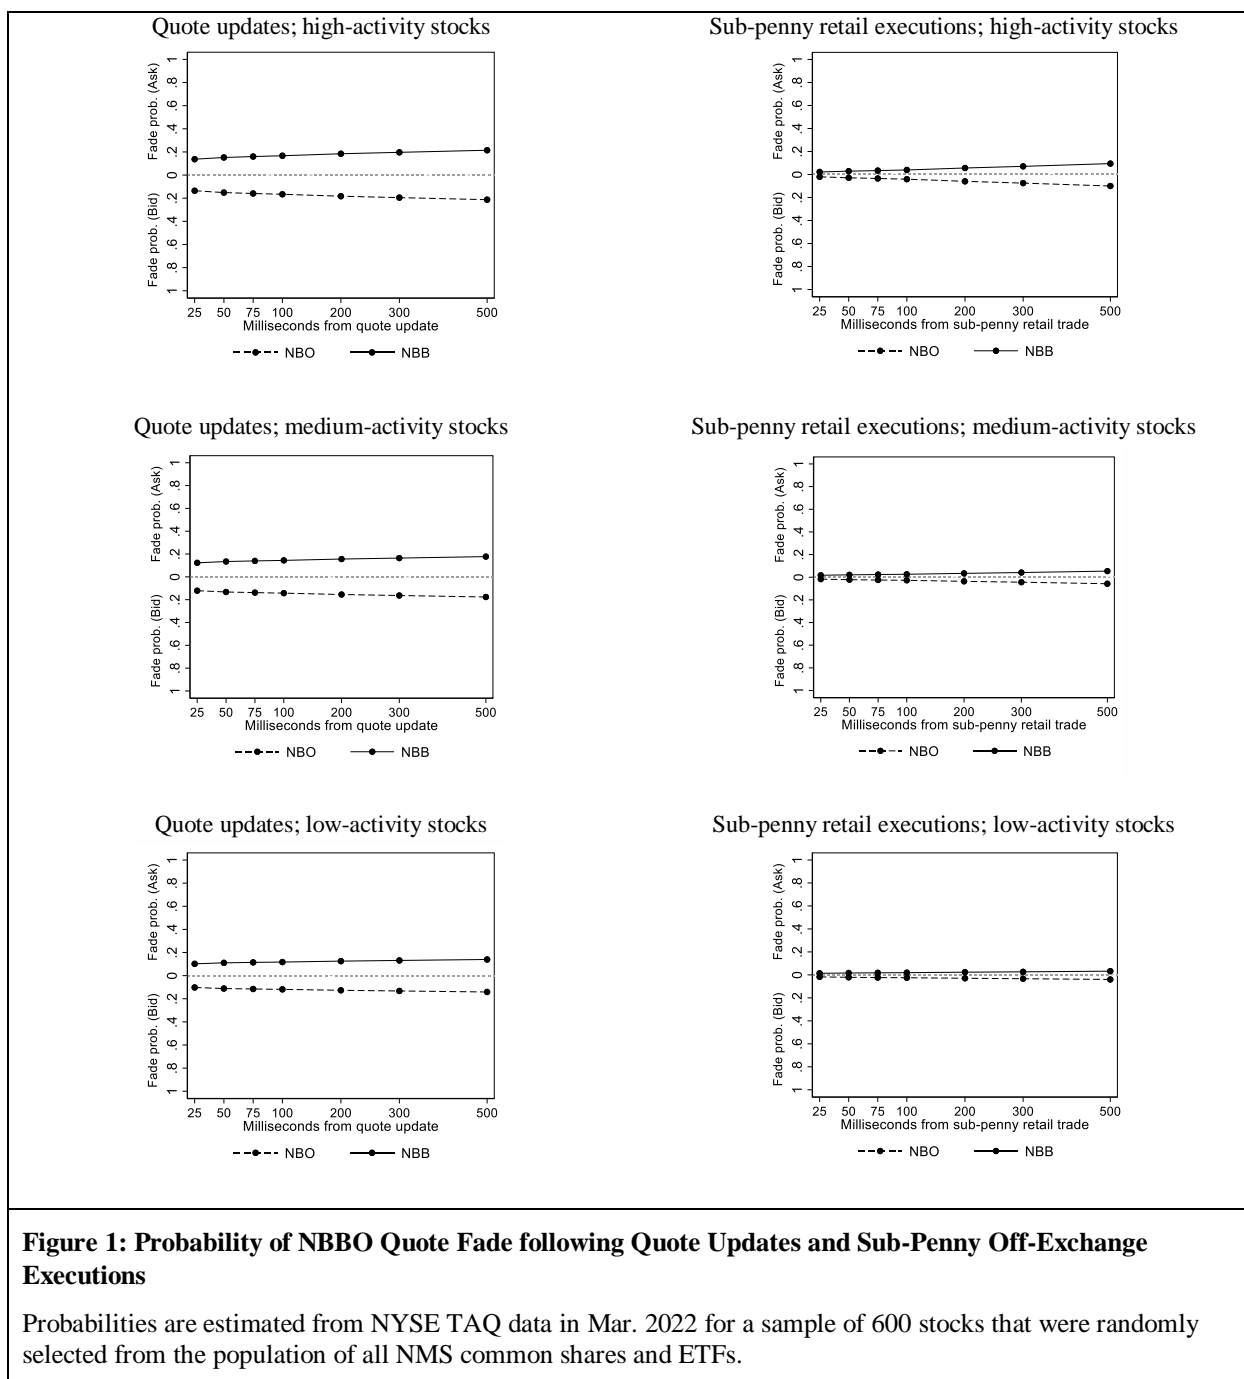 Quote updates; high-activity stocks
Fade prob. (Ask)
Fade prob. (Bid)
1
.8
.6
.4
.2
0
.2
.4
.6
.8
1
25 50 75 100 200 300 500
Milliseconds from quote update
NBO NBB
Sub-penny retail executions; high-activity stocks
Fade prob. (Ask)
Fade prob. (Bid)
1
.8
.6
.4
.2
0
.2
.4
.6
.8
1
25 50 75 100 200 300 500
Milliseconds from sub-penny retail trade
NBO NBB
Quote updates; medium-activity stocks
Fade prob. (Ask)
Fade prob. (Bid)
1
.8
.6
.4
.2
0
.2
.4
.6
.8
1
25 50 75 100 200 300 500
Milliseconds from quote update
NBO NBB
Sub-penny retail executions; medium-activity stocks
Fade prob. (Ask)
Fade prob. (Bid)
1
.8
.6
.4
.2
0
.2
.4
.6
.8
1
25 50 75 100 200 300 500
Milliseconds from sub-penny retail trade
NBO NBB
Quote updates; low-activity stocks
Fade prob. (Ask)
Fade prob. (Bid)
1
.8
.6
.4
.2
0
.2
.4
.6
.8
1
25 50 75 100 200 300 500
Milliseconds from quote update
NBO NBB
Sub-penny retail executions; low-activity stocks
Fade prob. (Ask)
Fade prob. (Bid)
1
.8
.6
.4
.2
0
.2
.4
.6
.8
1
25 50 75 100 200 300 500
Milliseconds from sub-penny retail trade
NBO NBB
Figure 1: Probability of NBBO Quote Fade following Quote Updates and Sub-Penny Off-Exchange
Executions
Probabilities are estimated from NYSE TAQ data in Mar. 2022 for a sample of 600 stocks that were randomly
selected from the population of all NMS common shares and ETFs.